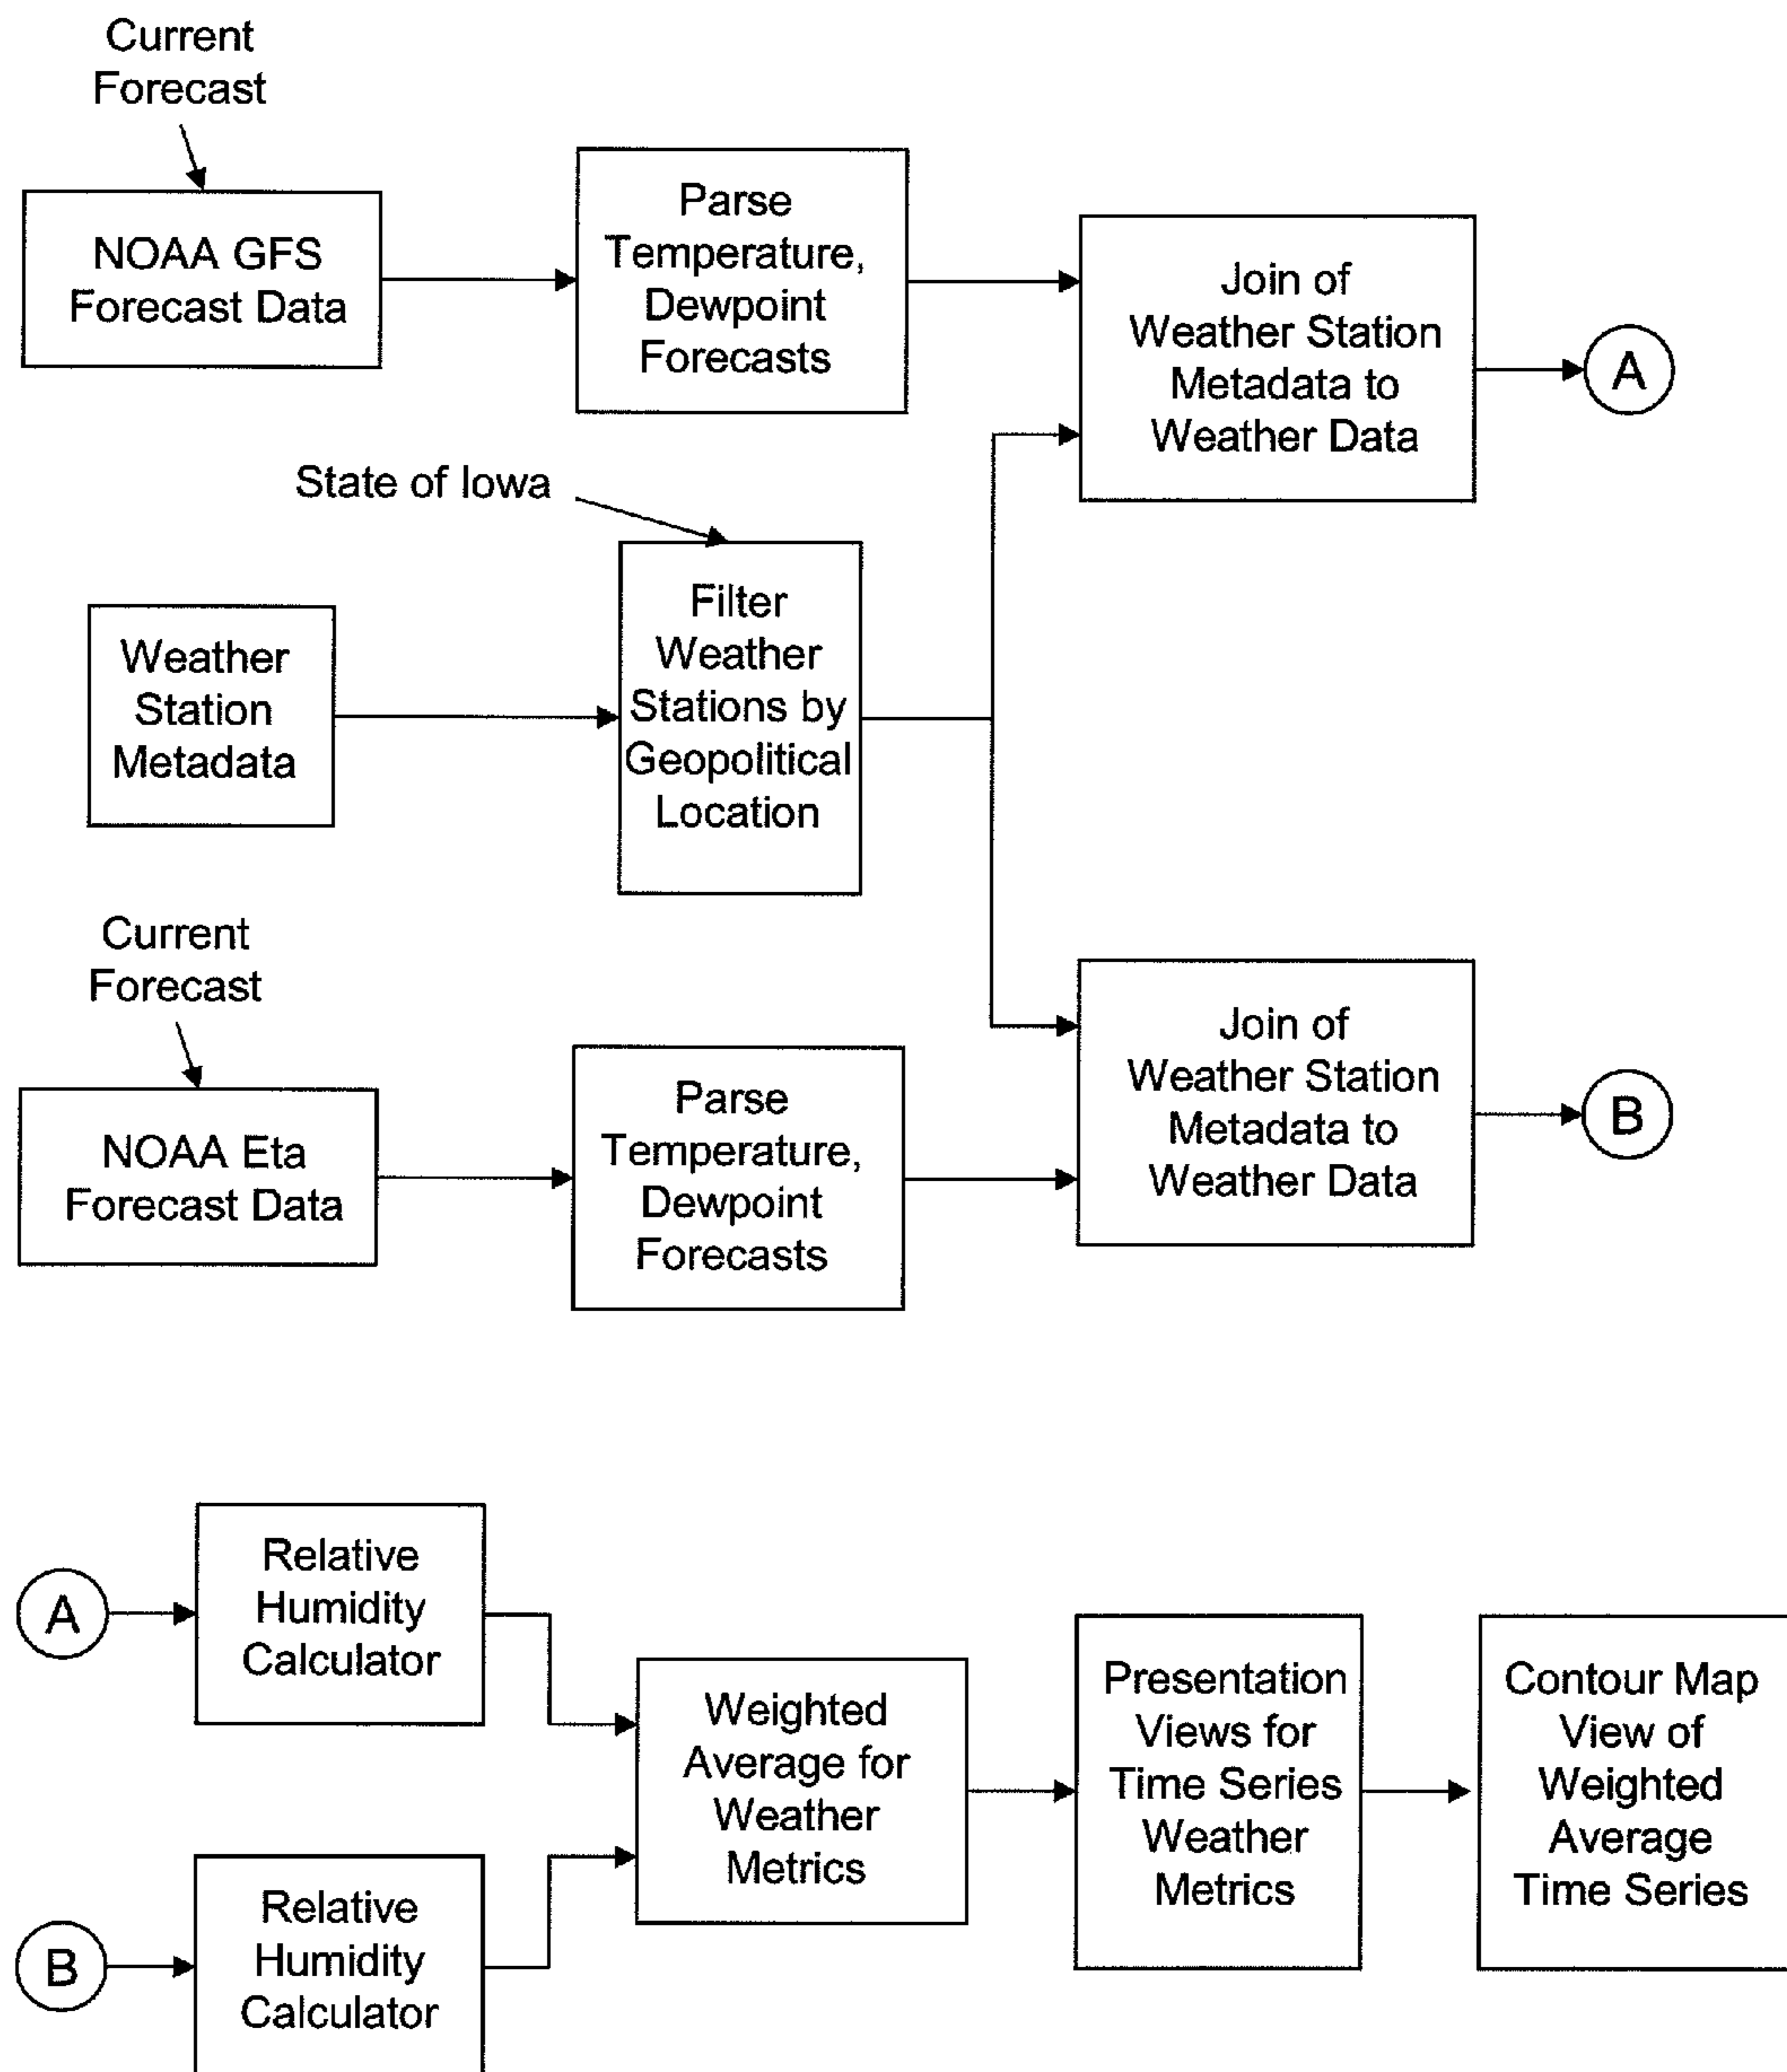 Current
Forecast
NOAA GFS
Forecast Data
Parse
Temperature,
Dewpoint
Forecasts
Join of
Weather Station
Metadata to
Weather Data
A
State of Iowa
Weather
Station
Metadata
Filter
Weather
Stations by
Geopolitical
Location
Current
Forecast
NOAA Eta
Forecast Data
Parse
Temperature,
Dewpoint
Forecasts
Join of
Weather Station
Metadata to
Weather Data
B
A
Relative
Humidity
Calculator
B
Relative
Humidity
Calculator
Weighted
Average for
Weather
Metrics
Presentation
Views for
Time Series
Weather
Metrics
Contour Map
View of
Weighted
Average
Time Series